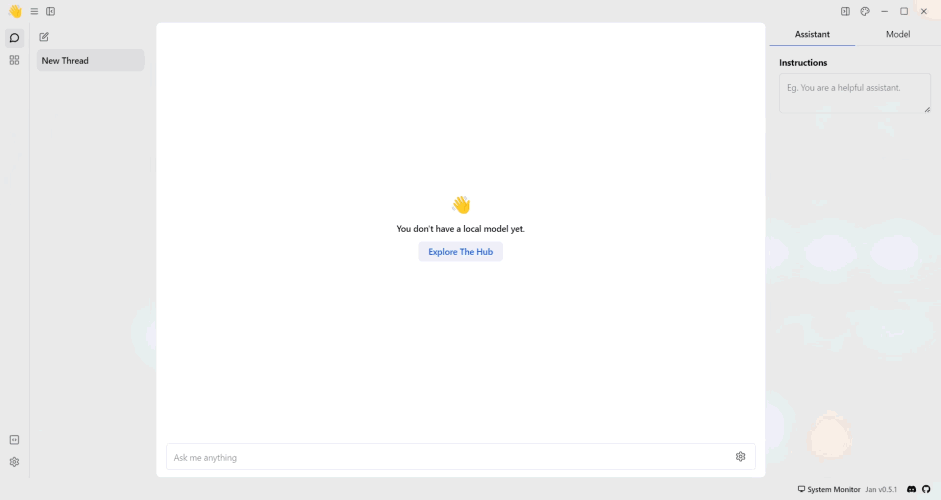 Assistant
Model
New Thread
Instructions
Eg. You are a helpful assistant.
You don't have a local model yet.
Explore The Hub
Ask me anything
System Monitor
Jan v0.5.1